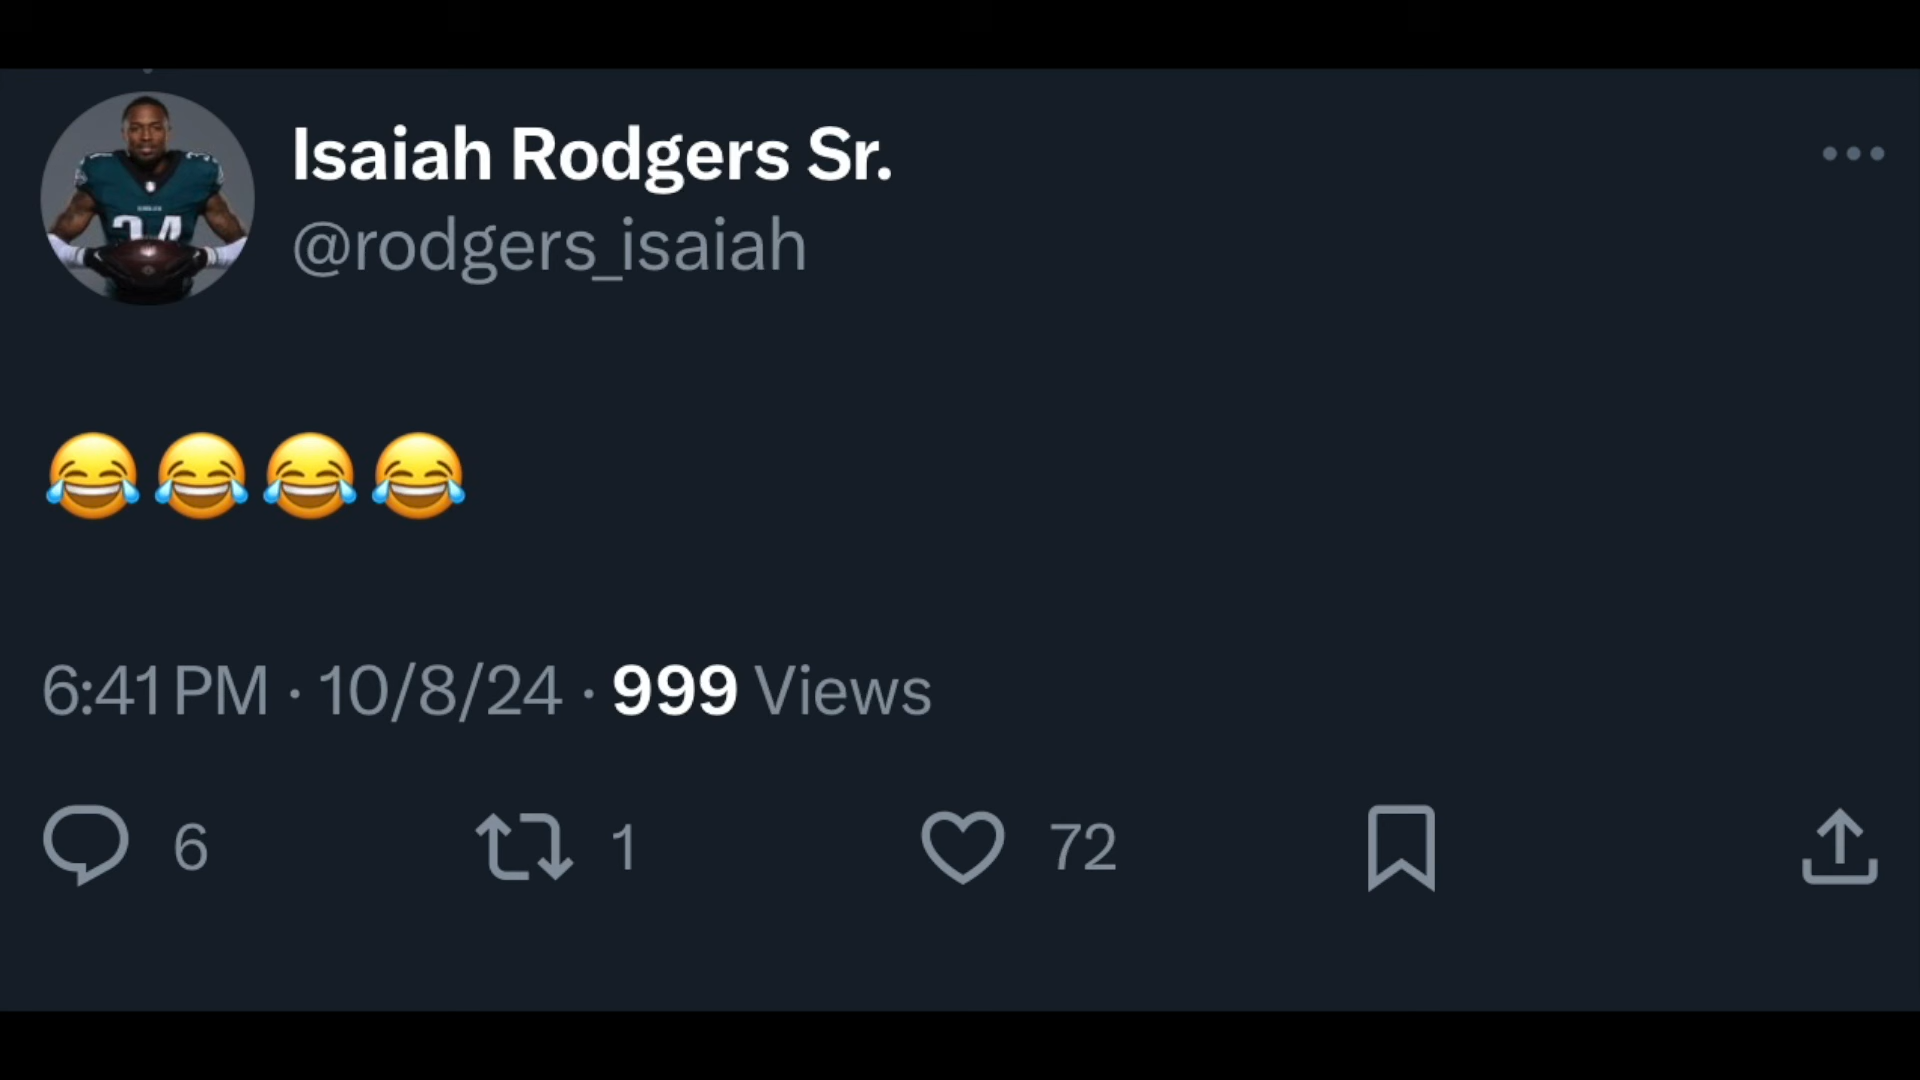 Isaiah Rodgers Sr.
@rodgers_isaiah
😂😂😂😂
6:41 PM · 10/8/24 · 999 Views
6 1 72